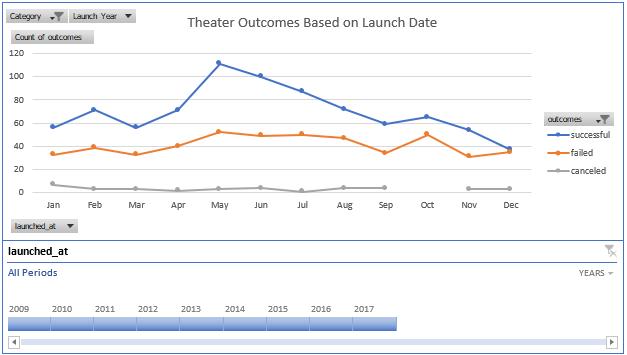 Category Launch Year
Theater Outcomes Based on Launch Date
Count of outcomes
120
100
80
60
40
20
0
Jan Feb Mar Apr May Jun Jul Aug Sep Oct Nov Dec
outcomes
successful
failed
canceled
launched_at
launched_at
All Periods YEARS
2009 2010 2011 2012 2013 2014 2015 2016 2017